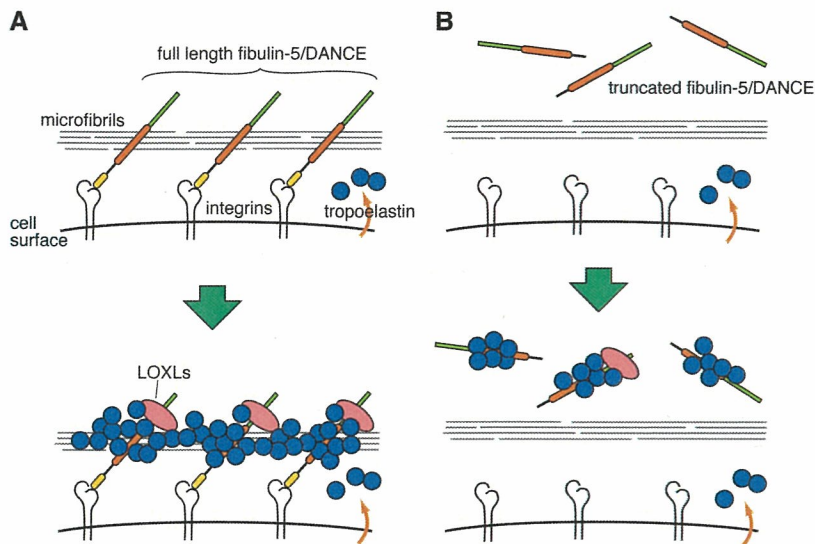 A
full length fibulin-5/DANCE
microfibrils
integrins
tropoelastin
cell
surface
LOXLs
B
truncated fibulin-5/DANCE